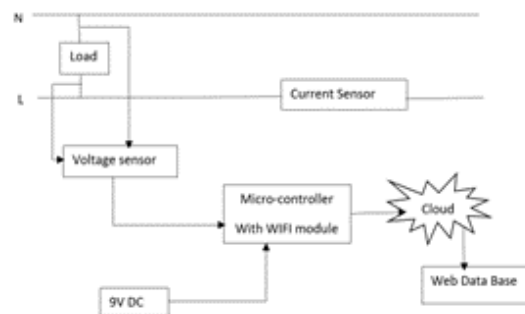 N
Load
L
Current Sensor
Voltage sensor
Micro-controller
With WIFI module
Cloud
Web Data Base
9V DC